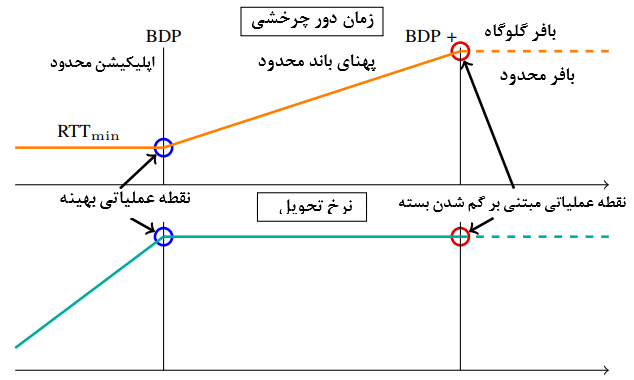 زمان دور چرخشی
BDP
BDP +
بافر گلوگاه
اپلیکیشن محدود
پهنای باند محدود
بافر محدود
RTTmin
نقطه عملیاتی بهینه
نرخ تحویل
نقطه عملیاتی مبتنی بر گم شدن بسته